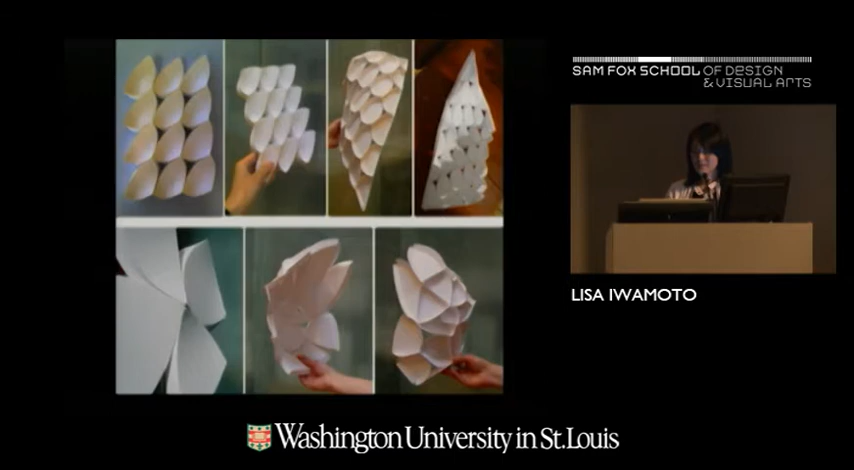 SAM FOX SCHOOL OF DESIGN
& VISUAL ARTS
LISA IWAMOTO
Washington University in St. Louis